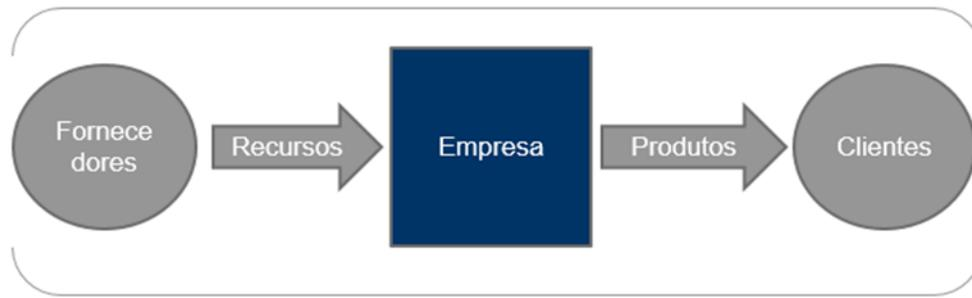 Fornece
dores
Recursos
Empresa
Produtos
Clientes